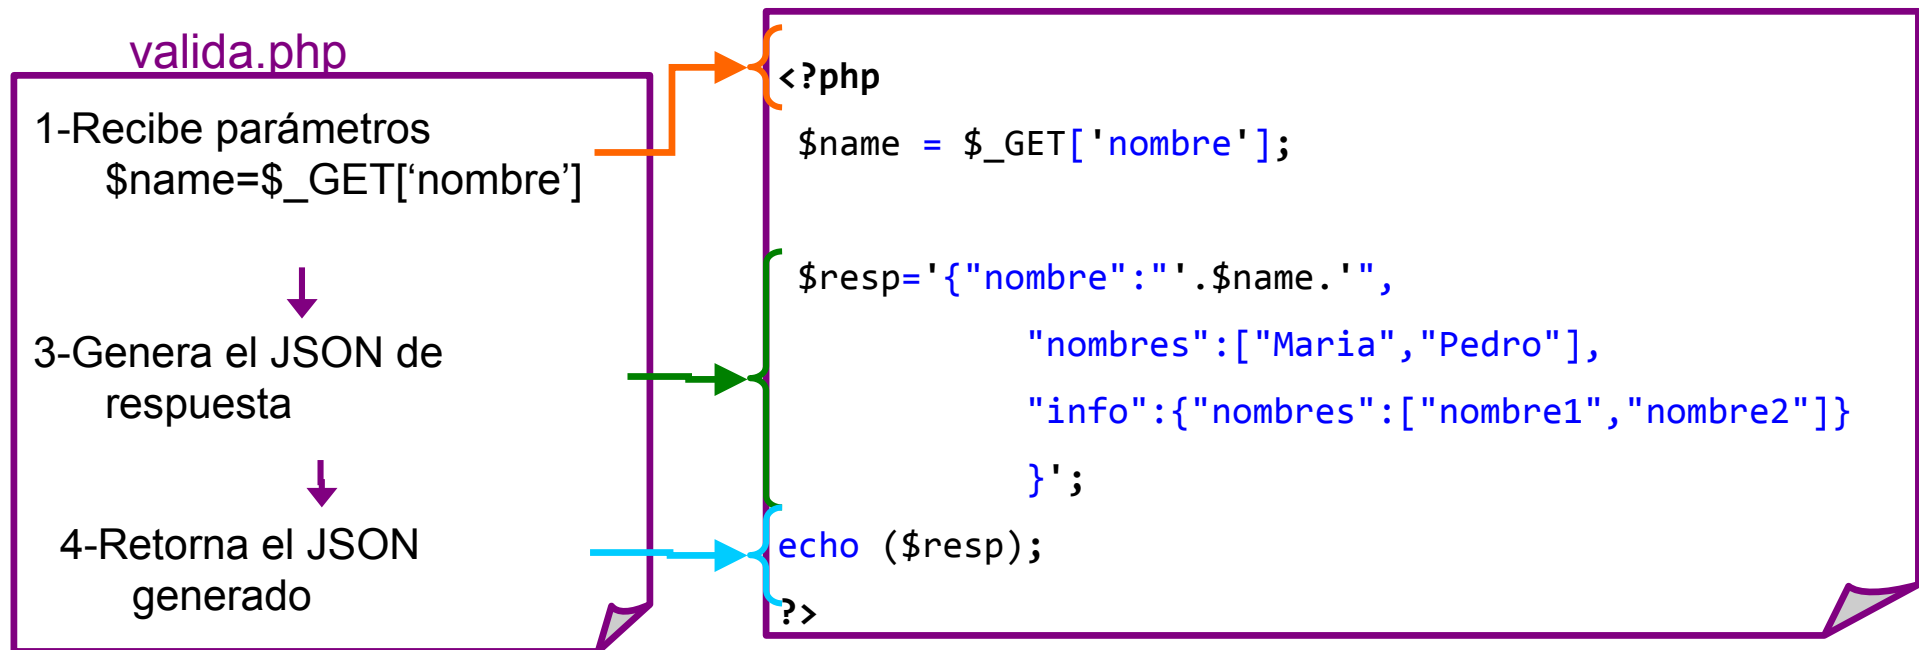 valida.php
1-Recibe parámetros
$name=$_GET[‘nombre’]
3-Genera el JSON de
respuesta
4-Retorna el JSON
generado
<?php
$name = $_GET['nombre'];
$resp='{"nombre":"'.$name.'",
"nombres":["Maria","Pedro"],
"info":{"nombres":["nombre1","nombre2"]}
}';
echo ($resp);
?>